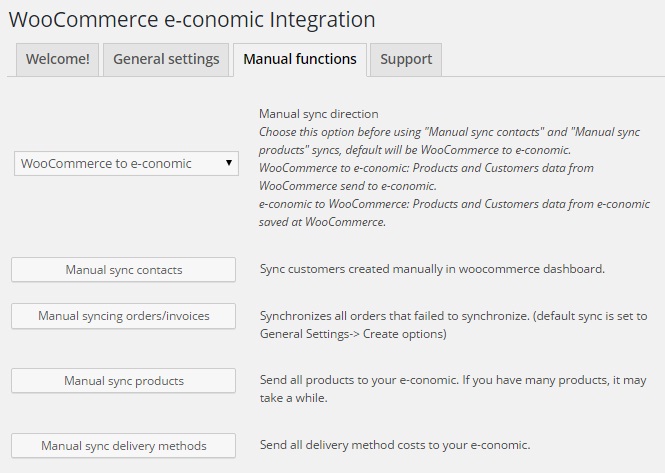 WooCommerce e-conomic Integration
Welcome! General settings Manual functions Support
Manual sync direction
Choose this option before using "Manual sync contacts" and "Manual sync
products" syncs, default will be WooCommerce to e-conomic.
WooCommerce to e-conomic ▼
WooCommerce to e-conomic: Products and Customers data from
WooCommerce send to e-conomic.
e-conomic to WooCommerce: Products and Customers data from e-conomic
saved at WooCommerce.
Manual sync contacts Sync customers created manually in woocommerce dashboard.
Manual syncing orders/invoices Synchronizes all orders that failed to synchronize. (default sync is set to
General Settings-> Create options)
Manual sync products Send all products to your e-conomic. If you have many products, it may
take a while.
Manual sync delivery methods Send all delivery method costs to your e-conomic.